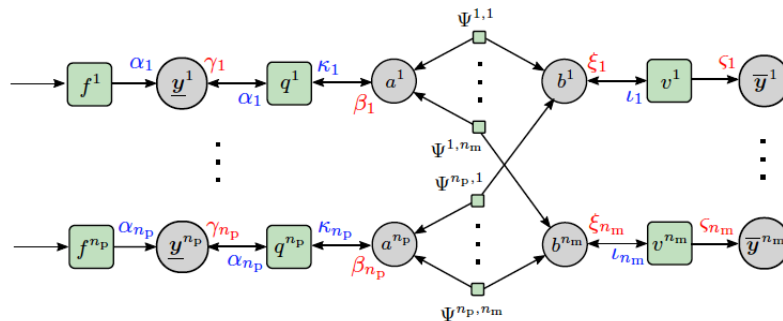 Ψ^{1,1}
α_1 γ_1 κ_1 ξ_1 ς_1
f^1 y^1 q^1 a^1 b^1 v^1 y̅^1
α_1 β_1 ι_1
Ψ^{1,n_m}
Ψ^{n_p,1}
α_{n_p} γ_{n_p} κ_{n_p} ξ_{n_m} ς_{n_m}
f^{n_p} y̲^{n_p} q^{n_p} a^{n_p} b^{n_m} v^{n_m} y̅^{n_m}
α_{n_p} β_{n_p} ι_{n_m}
Ψ^{n_p,n_m}